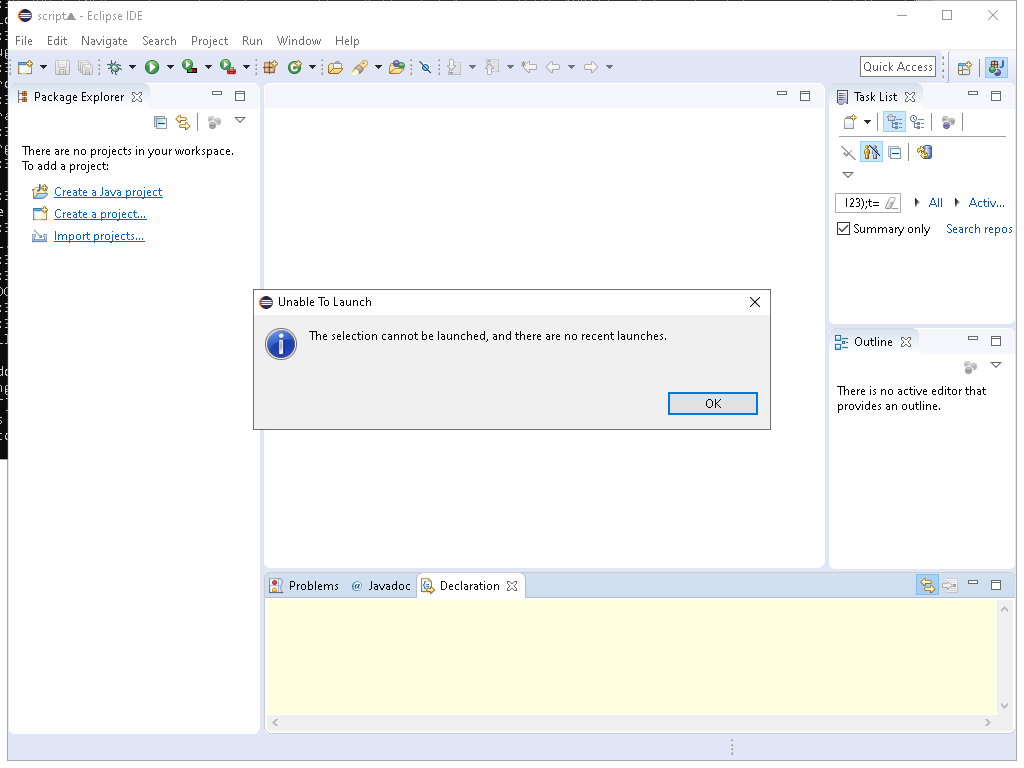 script▲ - Eclipse IDE
File Edit Navigate Search Project Run Window Help
Quick Access
Package Explorer
There are no projects in your workspace.
To add a project:
Create a Java project
Create a project...
Import projects...
Task List
123);t=
All
Activ...
Summary only
Search repos
Unable To Launch
The selection cannot be launched, and there are no recent launches.
OK
Outline
There is no active editor that
provides an outline.
Problems
@ Javadoc
Declaration